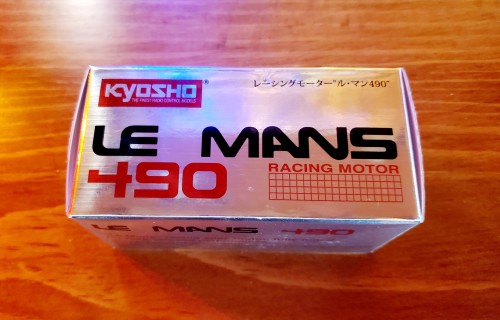 KYOSHO®
THE FINEST RADIO CONTROL MODELS
レーシングモーター"ル・マン490"
LE MANS
490
RACING MOTOR
LE MANS 490